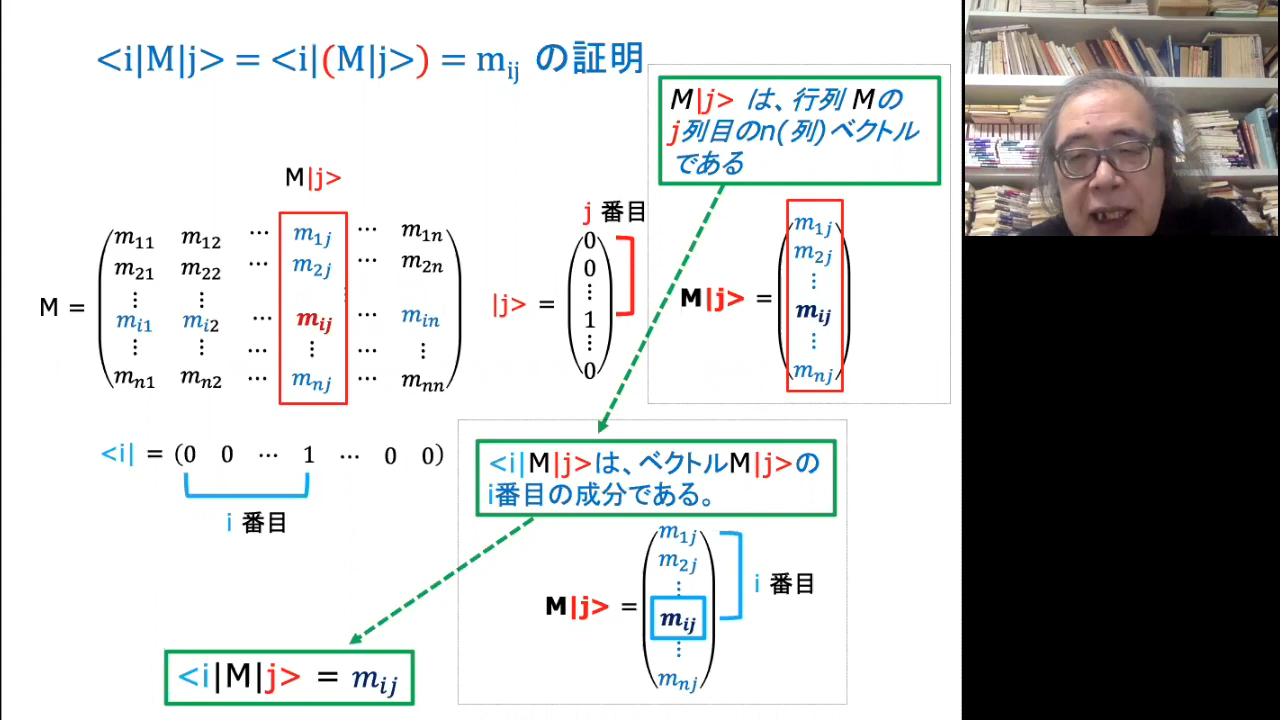 <i|M|j> = <i|(M|j>) = mij の証明
M|j> は、行列 M の
j列目のn(列)ベクトル
である
M|j>
M =
m11 m12 ⋯ m1j ⋯ m1n
m21 m22 ⋯ m2j ⋯ m2n
⋮ ⋮ ⋮
mi1 mi2 ⋯ mij ⋯ min
⋮ ⋮ ⋯ ⋮ ⋯ ⋮
mn1 mn2 ⋯ mnj ⋯ mnn
j 番目
|j> =
0
0
⋮
1
⋮
0
M|j> =
m1j
m2j
⋮
mij
⋮
mnj
<i| = (0 0 ⋯ 1 ⋯ 0 0)
i 番目
<i|M|j>は、ベクトルM|j>の
i番目の成分である。
M|j> =
m1j
m2j
⋮
mij
⋮
mnj
i 番目
<i|M|j> = mij